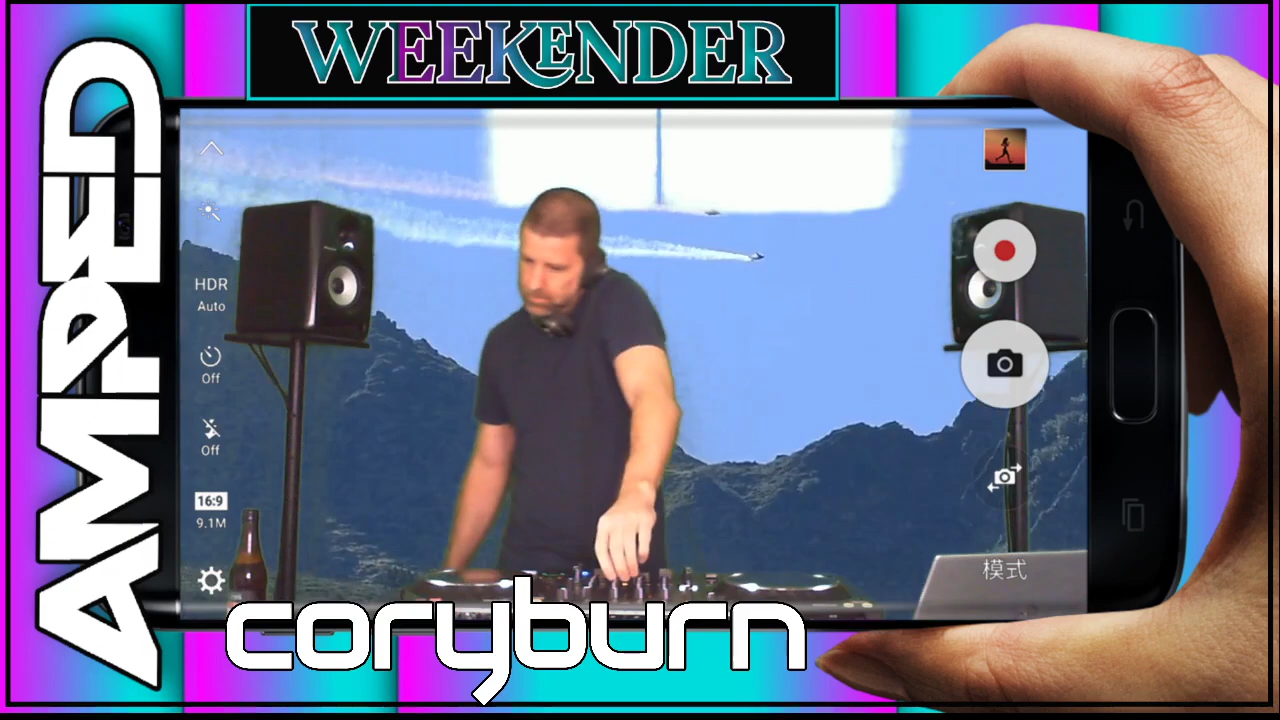 WEEKENDER
AMPED
HDR
Auto
Off
Off
16:9
9.1M
模式
coryburn